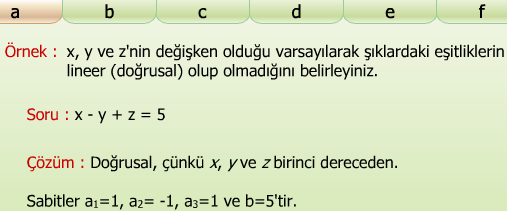 a b c d e f
Örnek : x, y ve z'nin değişken olduğu varsayılarak şıklardaki eşitliklerin
lineer (doğrusal) olup olmadığını belirleyiniz.
Soru : x - y + z = 5
Çözüm : Doğrusal, çünkü x, y ve z birinci dereceden.
Sabitler a₁=1, a₂= -1, a₃=1 ve b=5'tir.